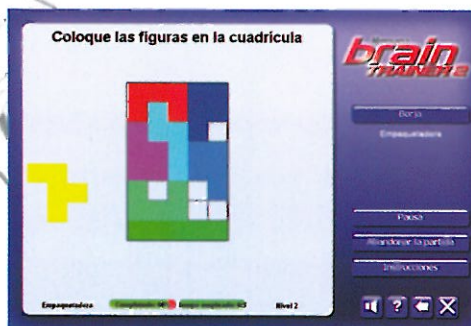 Coloque las figuras en la cuadrícula
brain
TRAINER 2
Borja
Empaquetadora
Pausa
Abandonar la partida
Instrucciones
Empaquetadora
Nivel 2
?